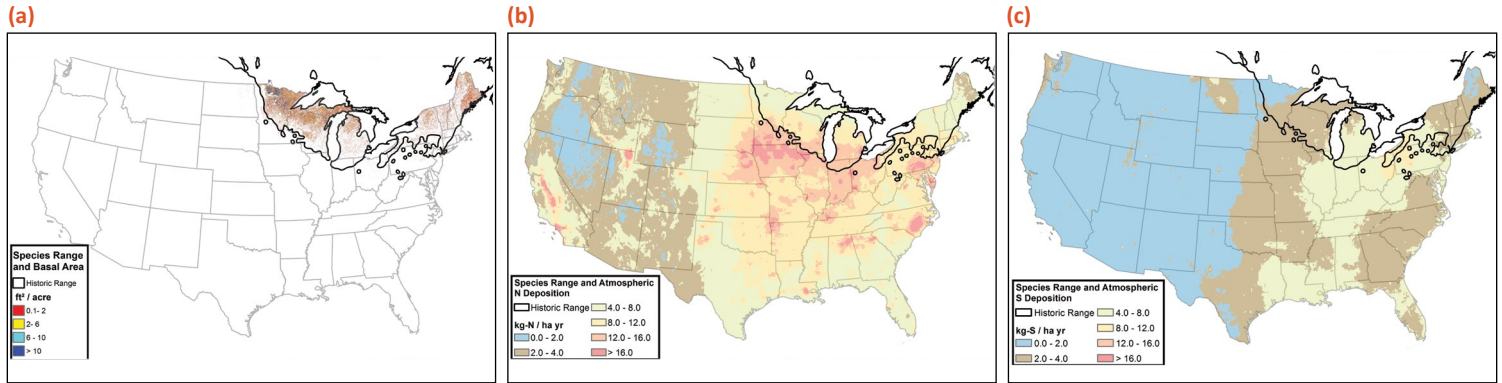 (a)
Species Range
and Basal Area
Historic Range
ft² / acre
0.1- 2
2- 6
6 - 10
> 10
(b)
Species Range and Atmospheric
N Deposition
Historic Range
kg-N / ha yr
0.0 - 2.0
2.0 - 4.0
4.0 - 8.0
8.0 - 12.0
12.0 - 16.0
> 16.0
(c)
Species Range and Atmospheric
S Deposition
Historic Range
kg-S / ha yr
0.0 - 2.0
2.0 - 4.0
4.0 - 8.0
8.0 - 12.0
12.0 - 16.0
> 16.0